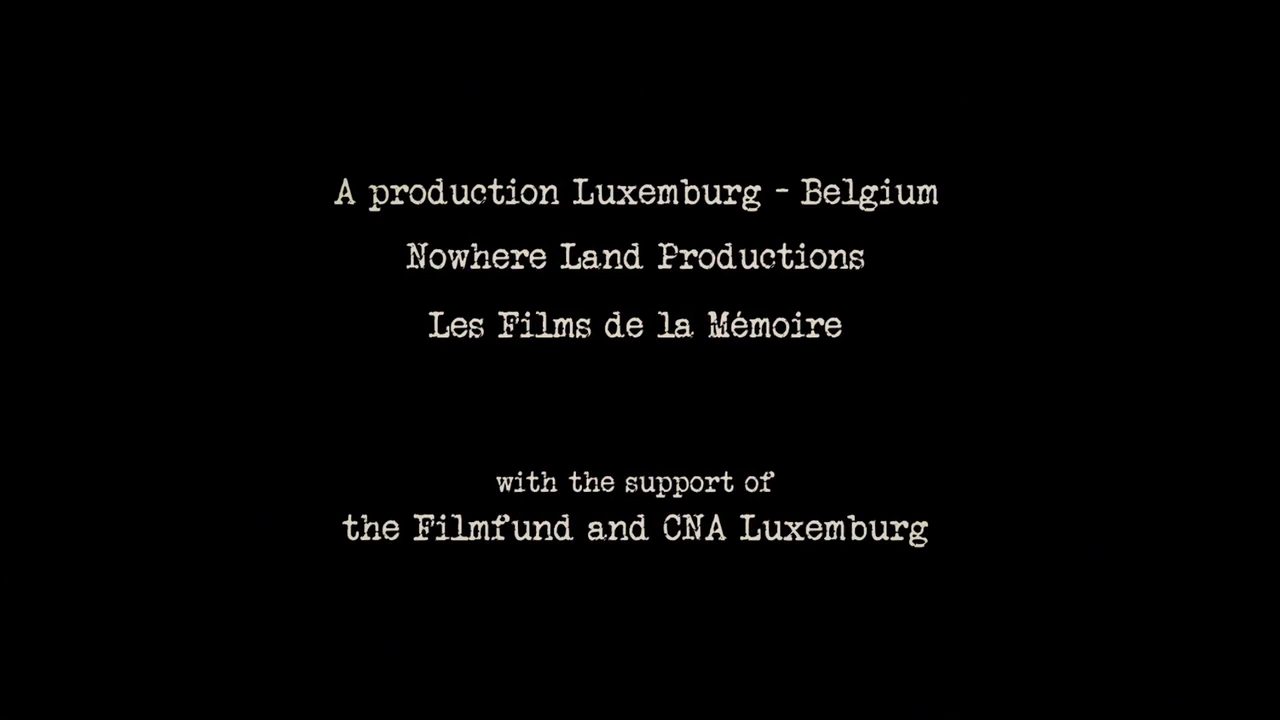 A production Luxemburg - Belgium
Nowhere Land Productions
Les Films de la Mémoire
with the support of
the Filmfund and CNA Luxemburg